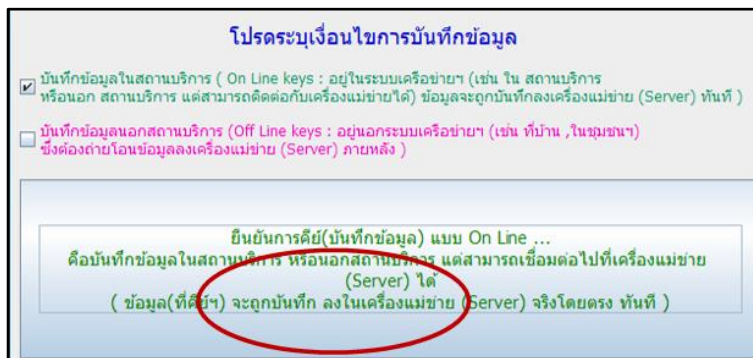 โปรดระบุเงื่อนไขการบันทึกข้อมูล
บันทึกข้อมูลในสถานบริการ ( On Line keys : อยู่ในระบบเครือข่ายฯ (เช่น ใน สถานบริการ
หรือนอก สถานบริการ แต่สามารถติดต่อกับเครื่องแม่ข่ายได้) ข้อมูลจะถูกบันทึกลงเครื่องแม่ข่าย (Server) ทันที )
บันทึกข้อมูลนอกสถานบริการ (Off Line keys : อยู่นอกระบบเครือข่ายฯ (เช่น ที่บ้าน ,ในชุมชนฯ)
ซึ่งต้องถ่ายโอนข้อมูลลงเครื่องแม่ข่าย (Server) ภายหลัง )
ยืนยันการคีย์(บันทึกข้อมูล) แบบ On Line ...
คือบันทึกข้อมูลในสถานบริการ หรือนอกสถานบริการ แต่สามารถเชื่อมต่อไปที่เครื่องแม่ข่าย
(Server) ได้
( ข้อมูล(ที่คีย์ฯ) จะถูกบันทึก ลงในเครื่องแม่ข่าย (Server) จริงโดยตรง ทันที )